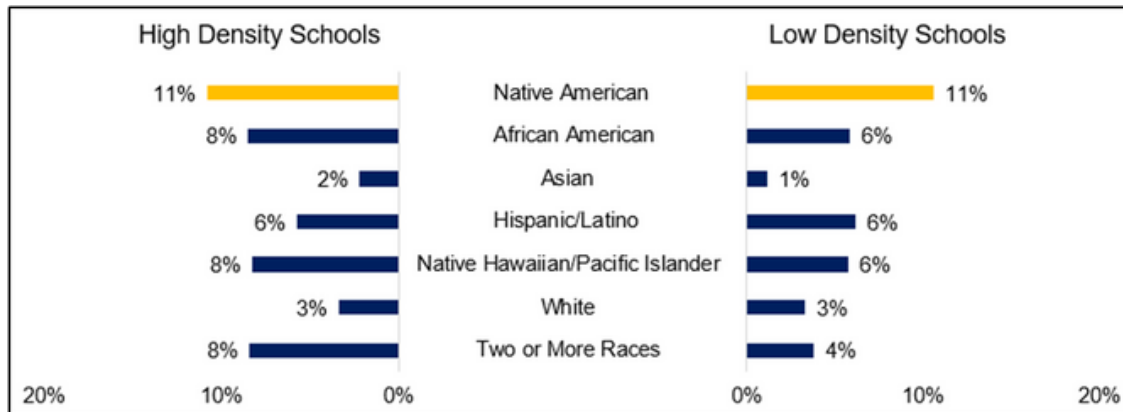 High Density Schools Low Density Schools
11% Native American 11%
8% African American 6%
2% Asian 1%
6% Hispanic/Latino 6%
8% Native Hawaiian/Pacific Islander 6%
3% White 3%
8% Two or More Races 4%
20% 10% 0% 0% 10% 20%